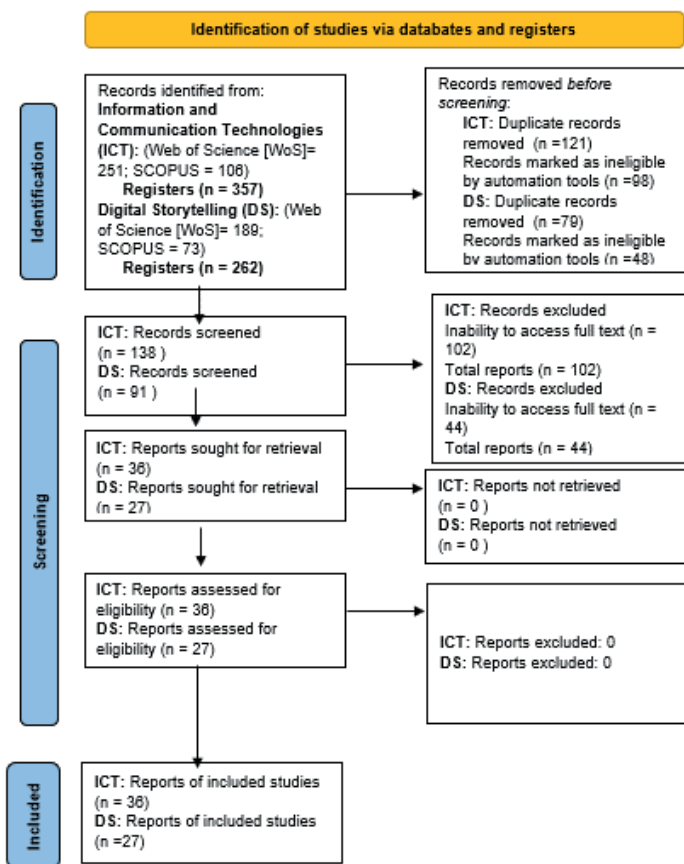 Identification of studies via databates and registers
Identification
Records identified from:
Information and
Communication Technologies
(ICT): (Web of Science [WoS]=
251; SCOPUS = 106)
Registers (n = 357)
Digital Storytelling (DS): (Web
of Science [WoS]= 189;
SCOPUS = 73)
Registers (n = 262)
Records removed before
screening:
ICT: Duplicate records
removed (n =121)
Records marked as ineligible
by automation tools (n =98)
DS: Duplicate records
removed (n =79)
Records marked as ineligible
by automation tools (n =48)
Screening
ICT: Records screened
(n = 138 )
DS: Records screened
(n = 91 )
ICT: Records excluded
Inability to access full text (n =
102)
Total reports (n = 102)
DS: Records excluded
Inability to access full text (n =
44)
Total reports (n = 44)
ICT: Reports sought for retrieval
(n = 36)
DS: Reports sought for retrieval
(n = 27)
ICT: Reports not retrieved
(n = 0 )
DS: Reports not retrieved
(n = 0 )
ICT: Reports assessed for
eligibility (n = 36)
DS: Reports assessed for
eligibility (n = 27)
ICT: Reports excluded: 0
DS: Reports excluded: 0
Included
ICT: Reports of included studies
(n = 36)
DS: Reports of included studies
(n =27)